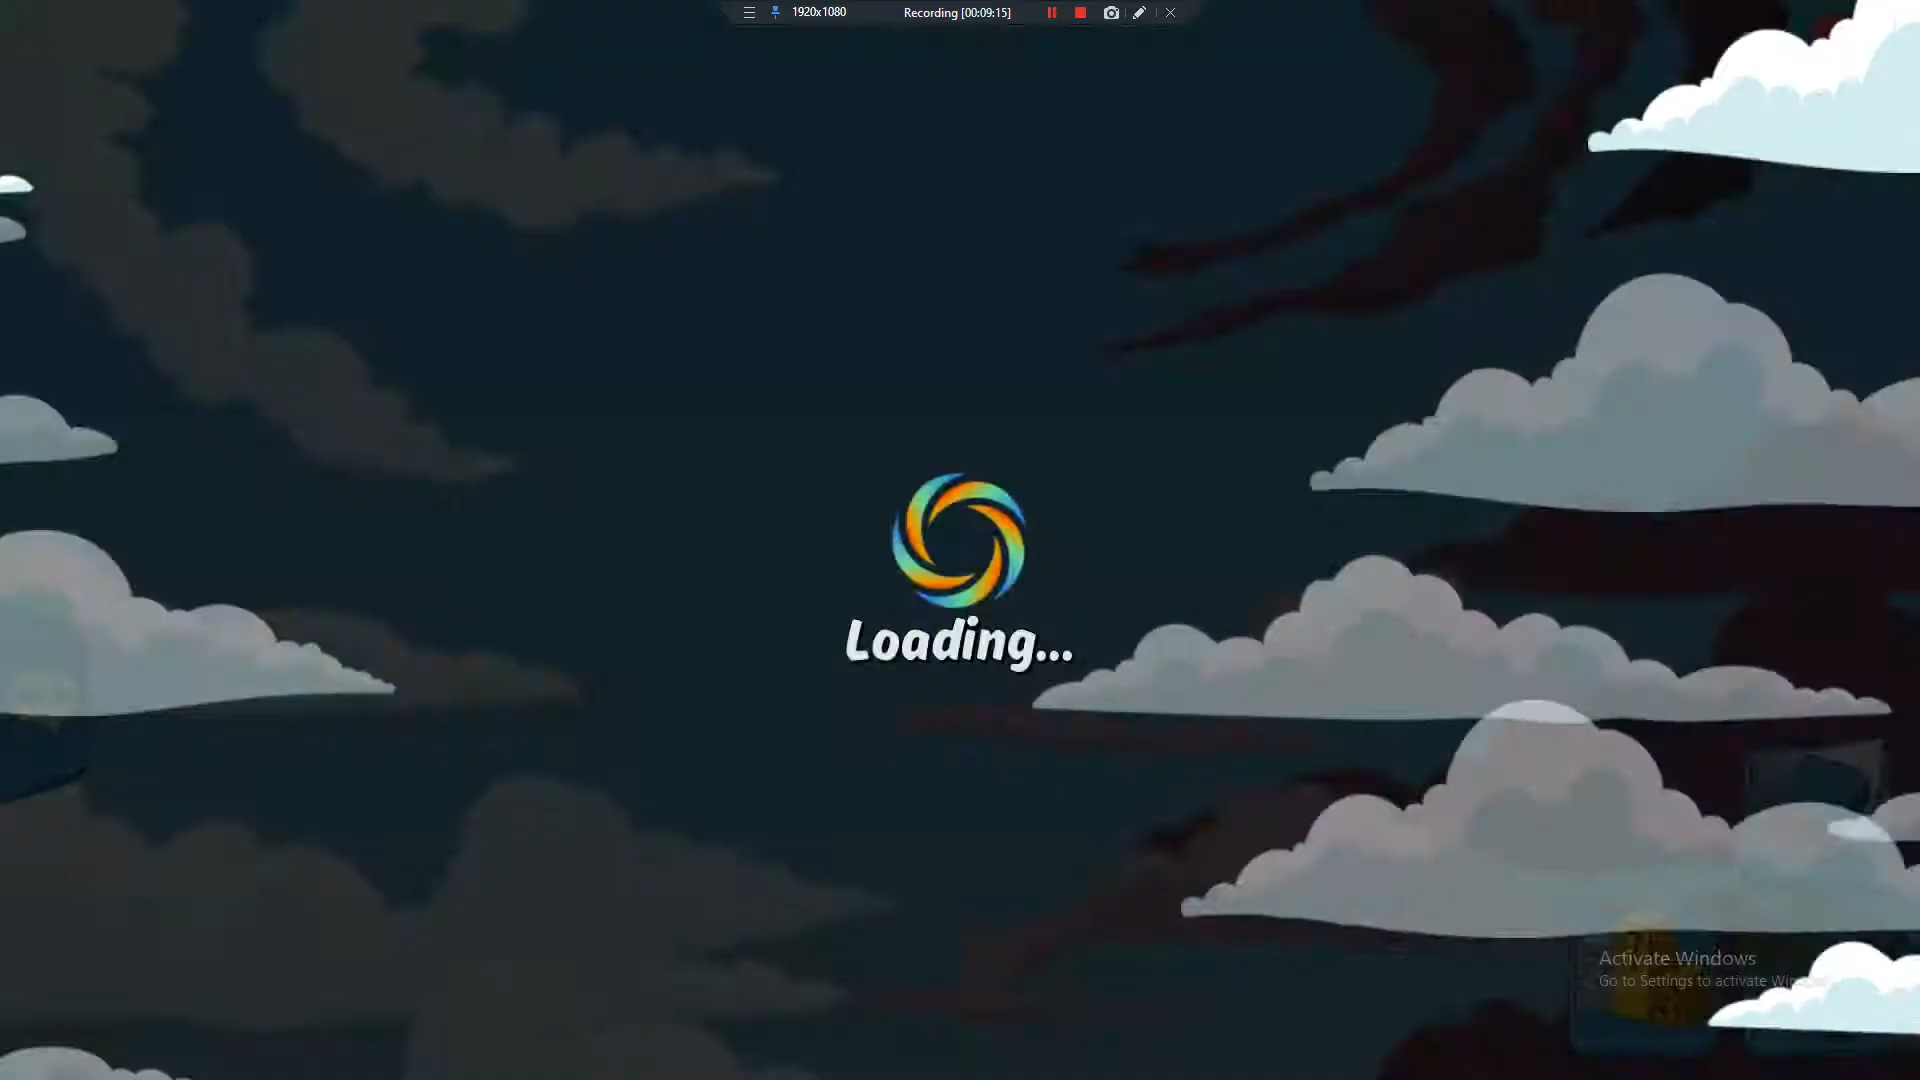 1920x1080
Recording [00:09:15]
Loading...
Activate Windows
Go to Settings to activate